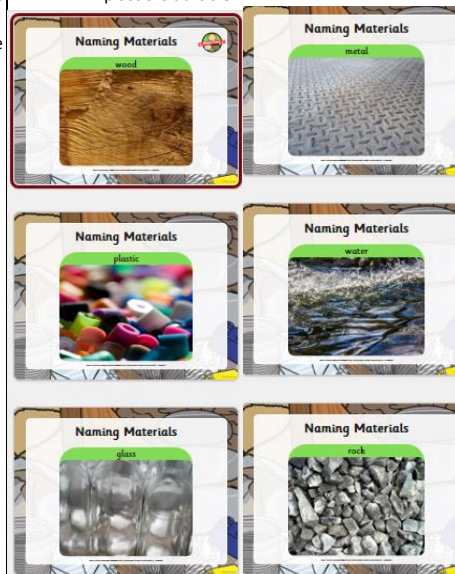 Naming Materials
wood
Naming Materials
metal
Naming Materials
plastic
Naming Materials
water
Naming Materials
glass
Naming Materials
rock